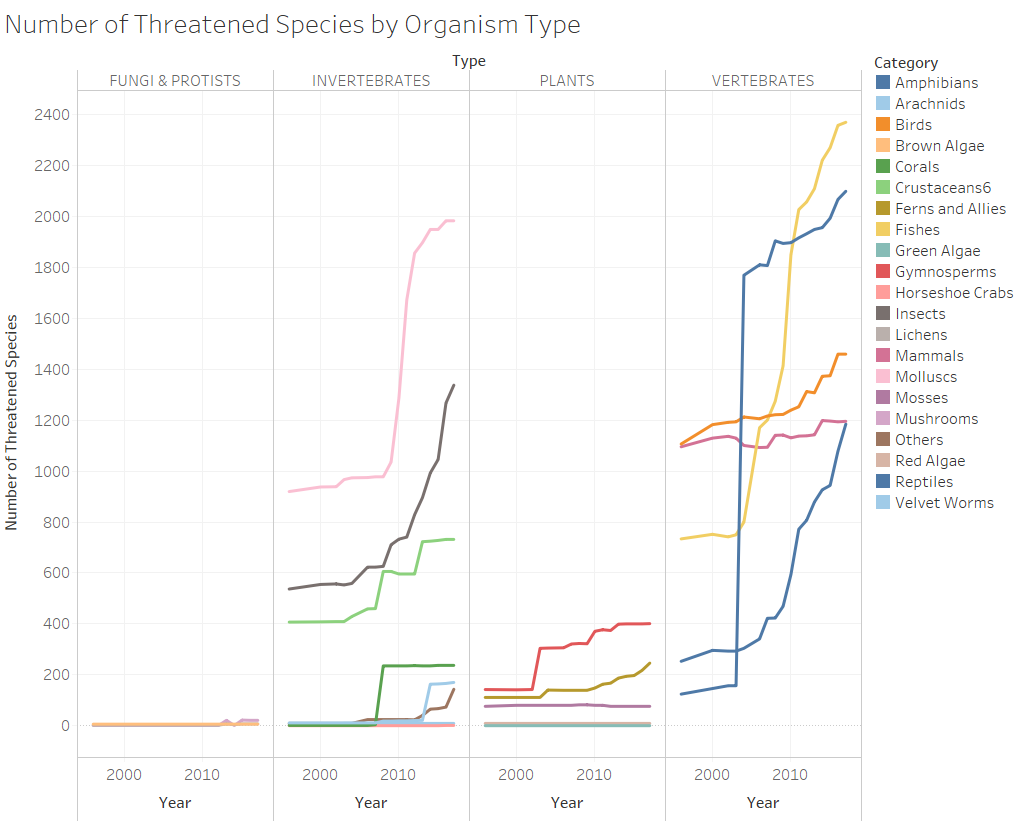 Number of Threatened Species by Organism Type
Type
FUNGI & PROTISTS INVERTEBRATES PLANTS VERTEBRATES
Number of Threatened Species
2400
2200
2000
1800
1600
1400
1200
1000
800
600
400
200
0
2000 2010 2000 2010 2000 2010 2000 2010
Year Year Year Year
Category
Amphibians
Arachnids
Birds
Brown Algae
Corals
Crustaceans6
Ferns and Allies
Fishes
Green Algae
Gymnosperms
Horseshoe Crabs
Insects
Lichens
Mammals
Molluscs
Mosses
Mushrooms
Others
Red Algae
Reptiles
Velvet Worms